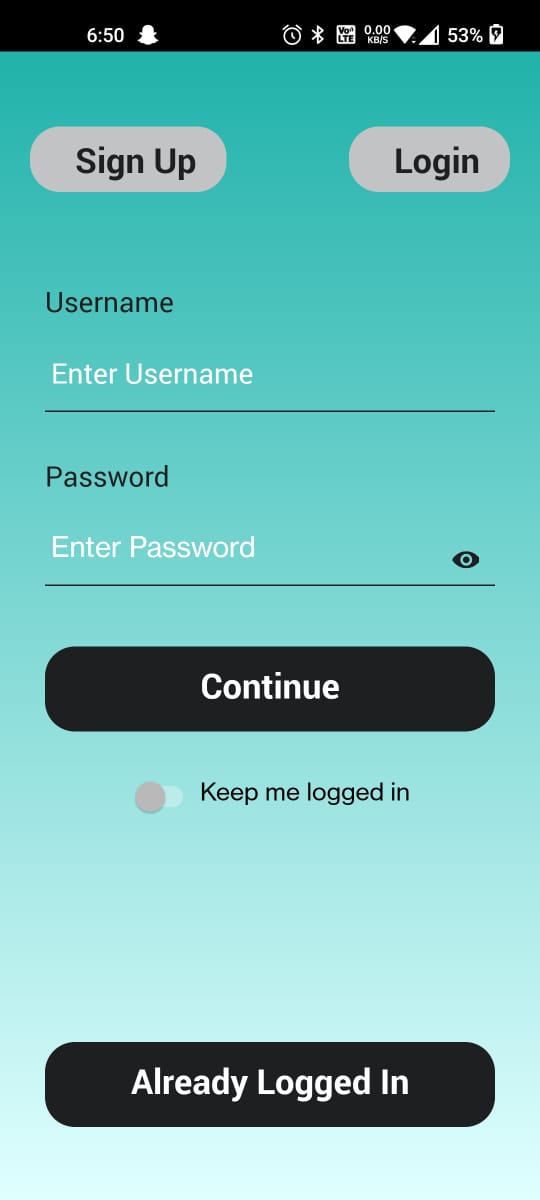 6:50 VoD LTE 0.00 KB/S 53%
Sign Up Login
Username
Enter Username
Password
Enter Password
Continue
Keep me logged in
Already Logged In